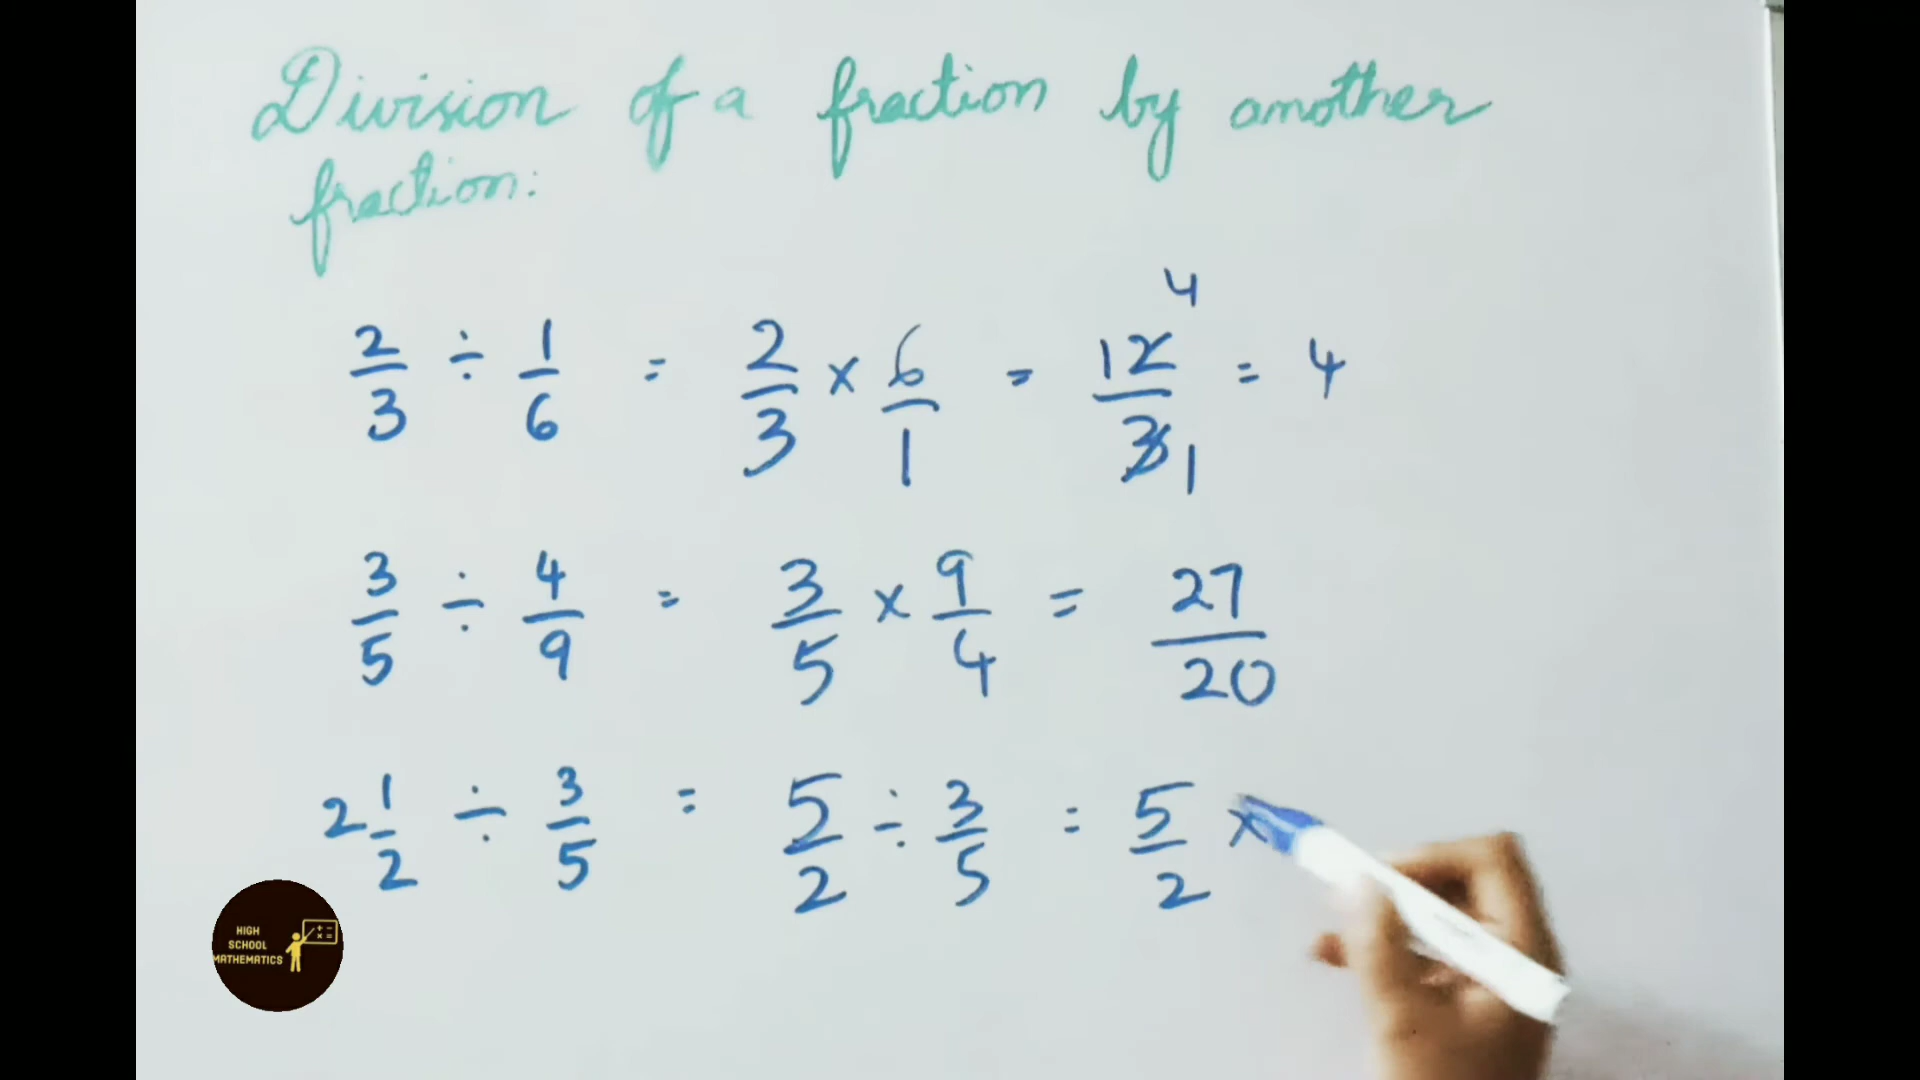 Division of a fraction by another
fraction:
2/3 ÷ 1/6 = 2/3 × 6/1 = 12/3 4 1 = 4
3/5 ÷ 4/9 = 3/5 × 9/4 = 27/20
2 1/2 ÷ 3/5 = 5/2 ÷ 3/5 = 5/2 ×
HIGH
SCHOOL
MATHEMATICS